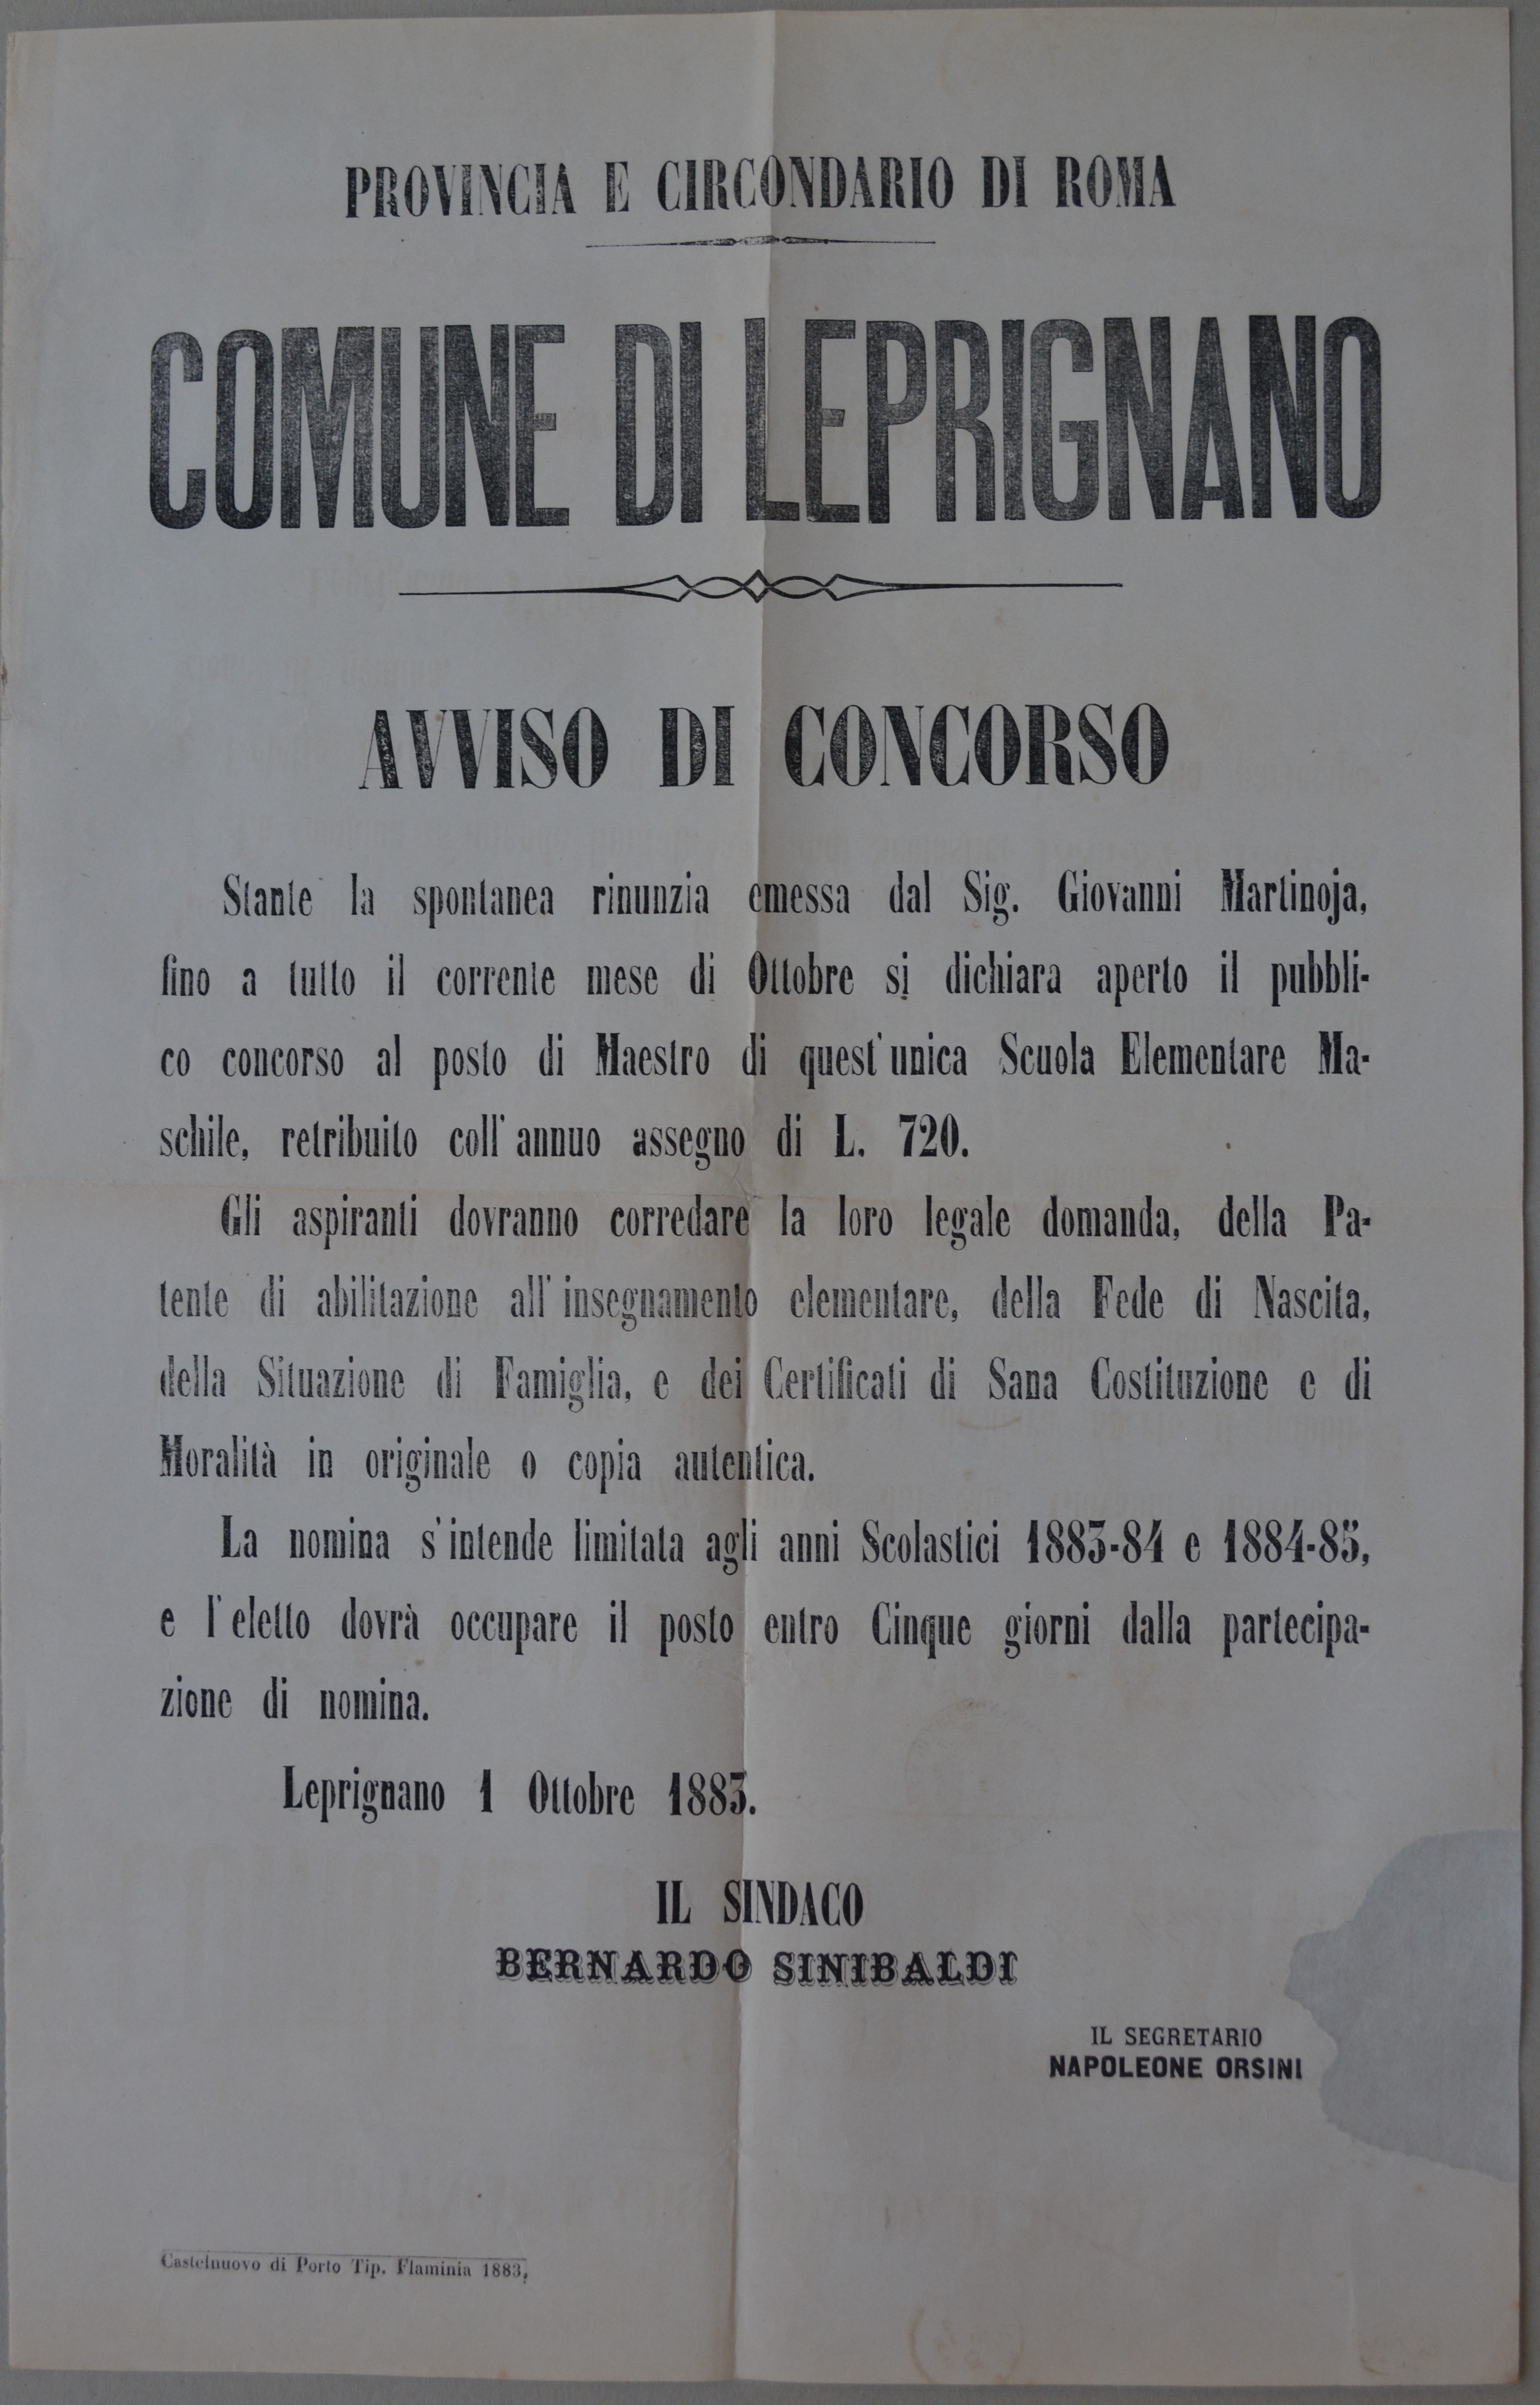 PROVINCIA E CIRCONDARIO DI ROMA
COMUNE DI LEPRIGNANO
AVVISO DI CONCORSO
Stante la spontanea rinunzia emessa dal Sig. Giovanni Martinoja,
fino a tutto il corrente mese di Ottobre si dichiara aperto il pubbli-
co concorso al posto di Maestro di quest'unica Scuola Elementare Ma-
schile, retribuito coll'annuo assegno di L. 720.
Gli aspiranti dovranno corredare la loro legale domanda, della Pa-
tente di abilitazione all'insegnamento elementare, della Fede di Nascita,
della Situazione di Famiglia, e dei Certificati di Sana Costituzione e di
Moralità in originale o copia autentica.
La nomina s'intende limitata agli anni Scolastici 1883-84 e 1884-85,
e l'eletto dovrà occupare il posto entro Cinque giorni dalla partecipa-
zione di nomina.
Leprignano 1 Ottobre 1883.
IL SINDACO
BERNARDO SINIBALDI
IL SEGRETARIO
NAPOLEONE ORSINI
Castelnuovo di Porto Tip. Flaminia 1883,